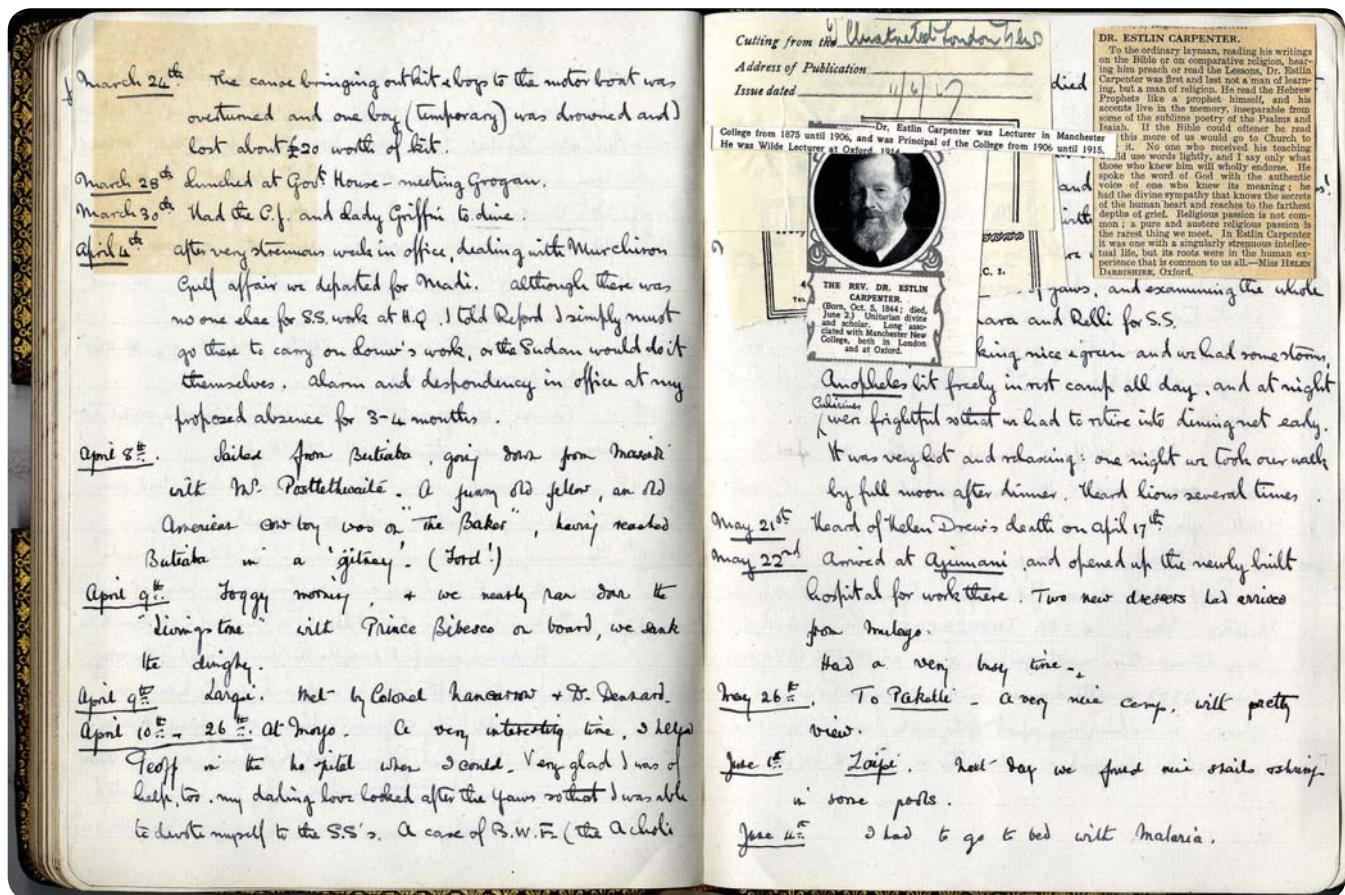 March 24th The canoe bringing out kit & boys to the motor boat was
overturned and one boy (temporary) was drowned and I
lost about £20 worth of kit.
March 28th Lunched at Govt House - meeting Grogan.
March 30th Had the C.J. and Lady Griffin to dine.
April 4th After very strenuous week in office, dealing with Murchison
Gulf affair we departed for Madi. Although there was
no one else for S.S. work at H.Q. I told Reford I simply must
go there to carry on Louw's work, or the Sudan would do it
themselves. Alarm and despondency in office at my
proposed absence for 3-4 months.
April 8th. Sailed from Butiaba, going down from Masindi
with Mr. Postlethwaite. A funny old fellow an old
American cow boy was on "The Baker", having reached
Butiaba in a 'gitney'. (Ford!)
April 9th. Foggy morning, & we nearly ran down the
"Livingstone" with Prince Bibesco on board, we sank
the dinghy.
April 9th. Laropi. Met by Colonel & Dr. Dennard.
April 10th - 26th. At Moyo. A very interesting time, I helped
Geoff in the hospital when I could. Very glad I was of
help, too. My darling love looked after the yaws so that I was able
to devote myself to the S.S's. A case of B.W.F. (the Acholi
Cutting from the Illustrated London News
Address of Publication
Issue dated
Dr. Estlin Carpenter was Lecturer in Manchester
College from 1875 until 1906, and was Principal of the College from 1906 until 1915.
He was Wilde Lecturer at Oxford, 1914
THE REV. DR. ESTLIN
CARPENTER.
(Born, Oct. 5, 1844; died,
June 2.) Unitarian divine
and scholar. Long asso-
ciated with Manchester New
College, both in London
and at Oxford.
C. 1.
DR. ESTLIN CARPENTER.
To the ordinary layman, reading his writings
on the Bible or on comparative religion, hear-
ing him preach or read the Lessons, Dr. Estlin
Carpenter was first and last not a man of learn-
ing, but a man of religion. He read the Hebrew
Prophets like a prophet himself, and his
accents live in the memory, inseparable from
some of the sublime poetry of the Psalms and
Isaiah. If the Bible could oftener be read
this more of us would go to Church to
it. No one who received his teaching
use words lightly, and I say only what
those who knew him will wholly endorse. He
spoke the word of God with the authentic
voice of one who knew its meaning; he
had the divine sympathy that knows the secrets
of the human heart and reaches to the farthest
depths of grief. Religious passion is not com-
mon; a pure and austere religious passion is
the rarest thing we meet. In Estlin Carpenter
it was one with a singularly strenuous intellec-
tual life, but its roots were in the human ex-
perience that is common to us all.—Miss HELEN
DARBISHIRE, Oxford.
died
and
yaws, and examining the whole
and Relli for S.S.
king nice & green and we had some storms.
Anopheles bit freely in rest camp all day, and at night
Culicines
were frightful so that we had to retire into dining net early.
It was very hot and relaxing: one night we took our walk
by full moon after dinner. Heard lions several times.
May 21st Heard of Helen Drew's death on April 17th
May 22nd Arrived at Ajumani and opened up the newly built
hospital for work there. Two new dressers had arrived
from Mulago.
Had a very busy time.
May 26th. To Pakelle - A very nice camp, with pretty
view.
June 1st Zaipi. Next day we found nice snails
in some pools.
June 4th I had to go to bed with Malaria.